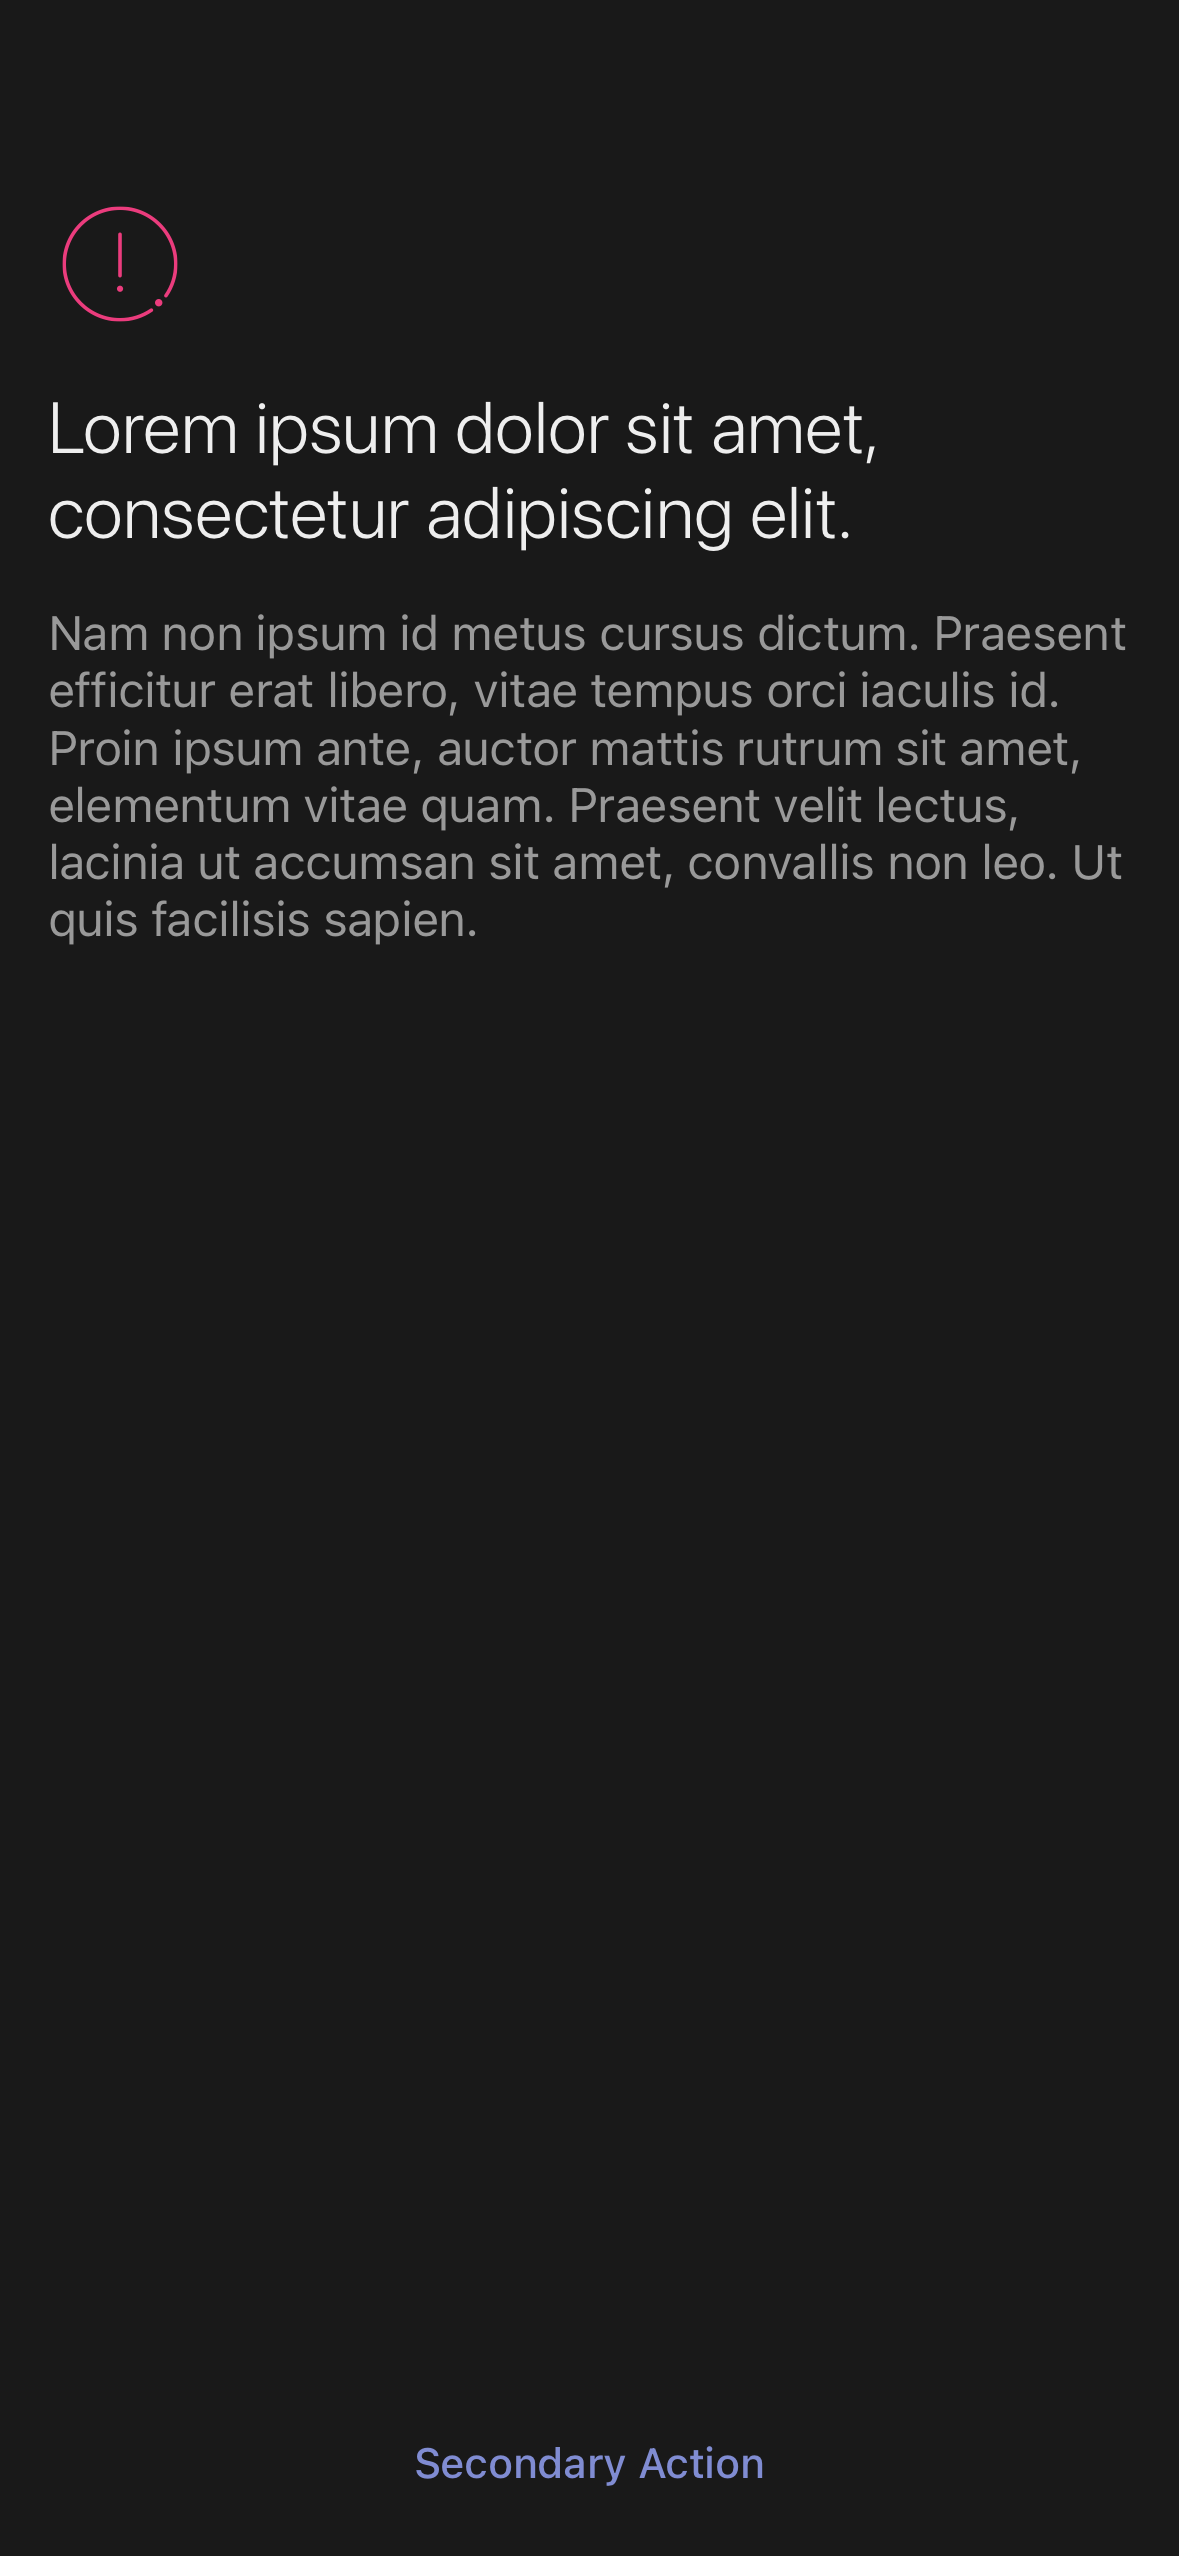 Lorem ipsum dolor sit amet,
consectetur adipiscing elit.
Nam non ipsum id metus cursus dictum. Praesent
efficitur erat libero, vitae tempus orci iaculis id.
Proin ipsum ante, auctor mattis rutrum sit amet,
elementum vitae quam. Praesent velit lectus,
lacinia ut accumsan sit amet, convallis non leo. Ut
quis facilisis sapien.
Secondary Action